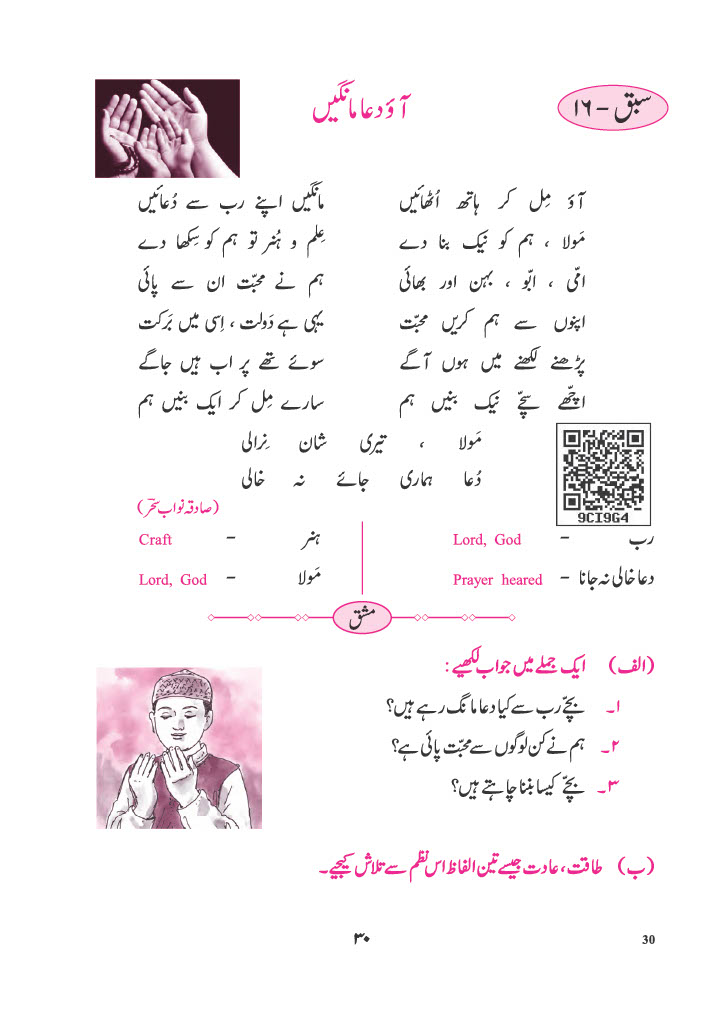 سبق – ۱۶
آؤ دعا مانگیں
آؤ مِل کر ہاتھ اُٹھائیں مانگیں اپنے رب سے دُعائیں
مَولا ، ہم کو نیک بنا دے عِلم و ہُنر تو ہم کو سِکھا دے
امّی ، ابّو ، بہن اور بھائی ہم نے محبّت ان سے پائی
اپنوں سے ہم کریں محبّت یہی ہے دَولت ، اِسی میں بَرکت
پڑھنے لکھنے میں ہوں آگے سوئے تھے پر اب ہیں جاگے
اچّھے سچّے نیک بنیں ہم سارے مِل کر ایک بنیں ہم
مَولا ، تیری شان نِرالی
دُعا ہماری جائے نہ خالی
9CI9G4
(صادقہ نواب سحؔر)
رب – Lord, God ہنر – Craft
دعا خالی نہ جانا – Prayer heared مَولا – Lord, God
مشق
(الف) ایک جملے میں جواب لکھیے :
۱۔ بچّے رب سے کیا دعا مانگ رہے ہیں؟
۲۔ ہم نے کن لوگوں سے محبّت پائی ہے؟
۳۔ بچّے کیسا بننا چاہتے ہیں؟
(ب) طاقت، عادت جیسے تین الفاظ اس نظم سے تلاش کیجیے۔
۳۰ 30